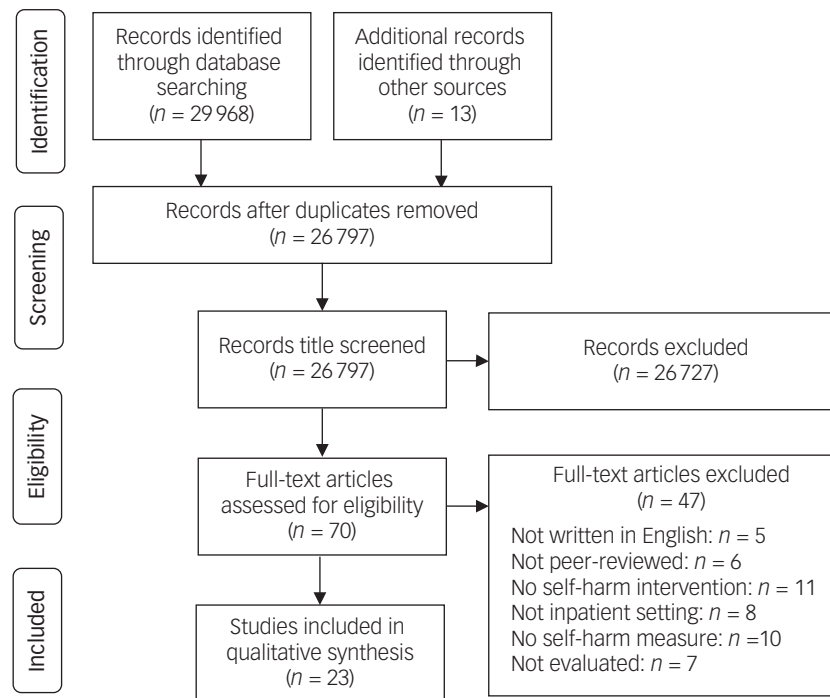 Identification
Records identified
through database
searching
(n = 29 968)
Additional records
identified through
other sources
(n = 13)
Screening
Records after duplicates removed
(n = 26 797)
Records title screened
(n = 26 797)
Records excluded
(n = 26 727)
Eligibility
Full-text articles
assessed for eligibility
(n = 70)
Full-text articles excluded
(n = 47)
Not written in English: n = 5
Not peer-reviewed: n = 6
No self-harm intervention: n = 11
Not inpatient setting: n = 8
No self-harm measure: n =10
Not evaluated: n = 7
Included
Studies included in
qualitative synthesis
(n = 23)